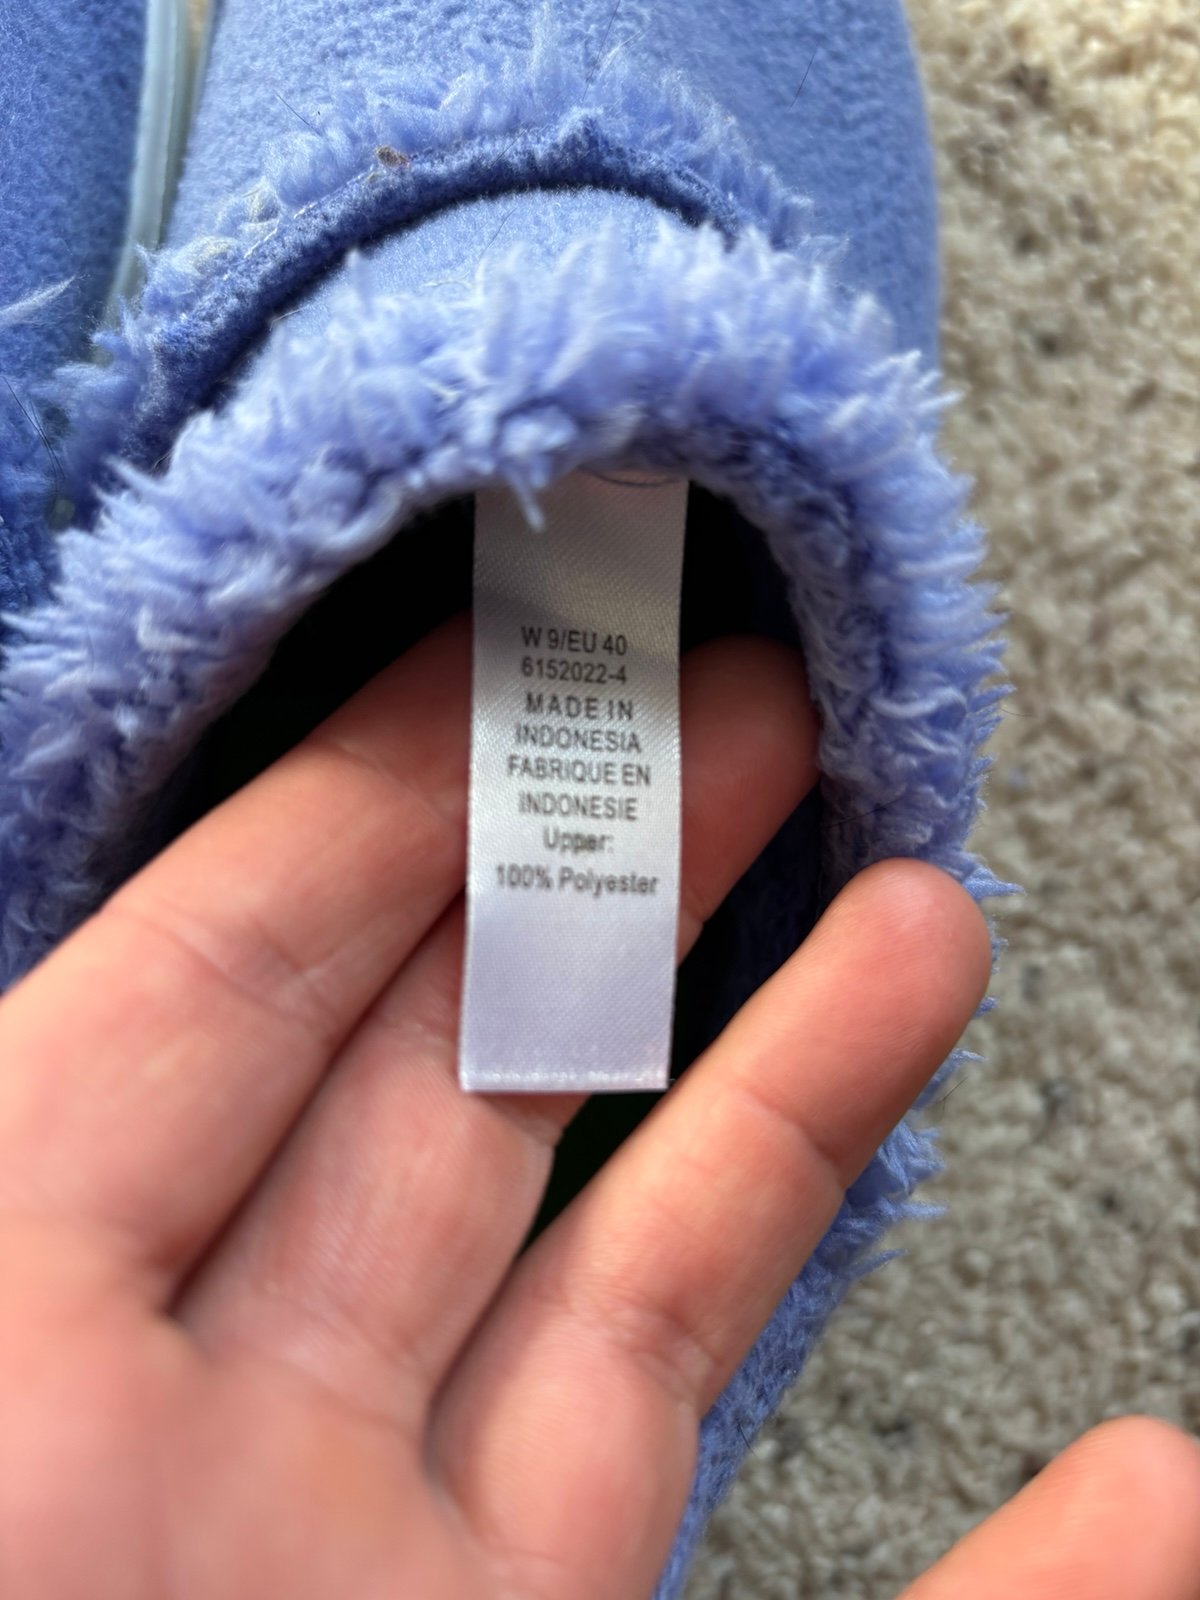 W 9/EU 40
6152022-4
MADE IN
INDONESIA
FABRIQUE EN
INDONESIE
Upper:
100% Polyester